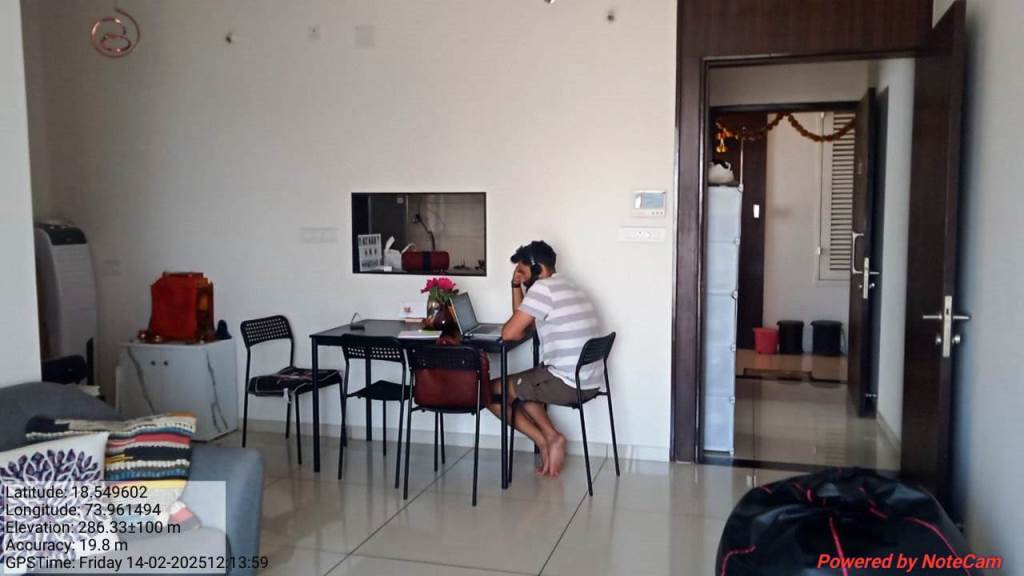 Latitude: 18.549602
Longitude: 73.961494
Elevation: 286.33±100 m
Accuracy: 19.8 m
GPSTime: Friday 14-02-202512:13:59
Powered by NoteCam